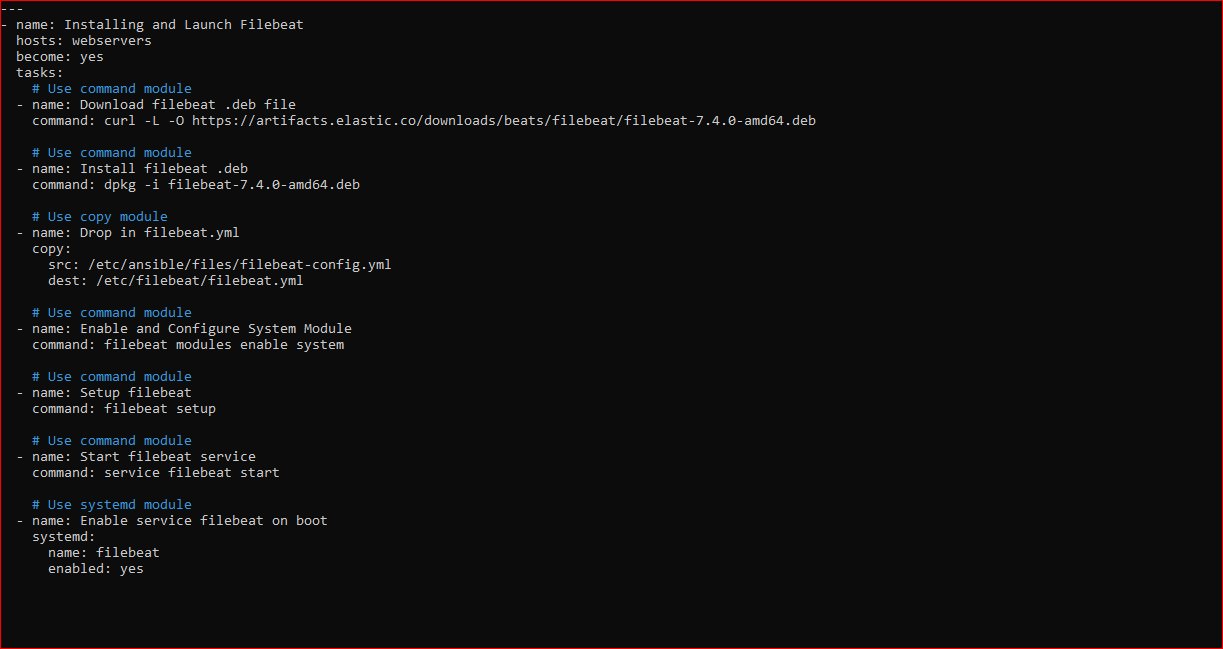 ---
- name: Installing and Launch Filebeat
  hosts: webservers
  become: yes
  tasks:
    # Use command module
  - name: Download filebeat .deb file
    command: curl -L -O https://artifacts.elastic.co/downloads/beats/filebeat/filebeat-7.4.0-amd64.deb

    # Use command module
  - name: Install filebeat .deb
    command: dpkg -i filebeat-7.4.0-amd64.deb

    # Use copy module
  - name: Drop in filebeat.yml
    copy:
      src: /etc/ansible/files/filebeat-config.yml
      dest: /etc/filebeat/filebeat.yml

    # Use command module
  - name: Enable and Configure System Module
    command: filebeat modules enable system

    # Use command module
  - name: Setup filebeat
    command: filebeat setup

    # Use command module
  - name: Start filebeat service
    command: service filebeat start

    # Use systemd module
  - name: Enable service filebeat on boot
    systemd:
      name: filebeat
      enabled: yes